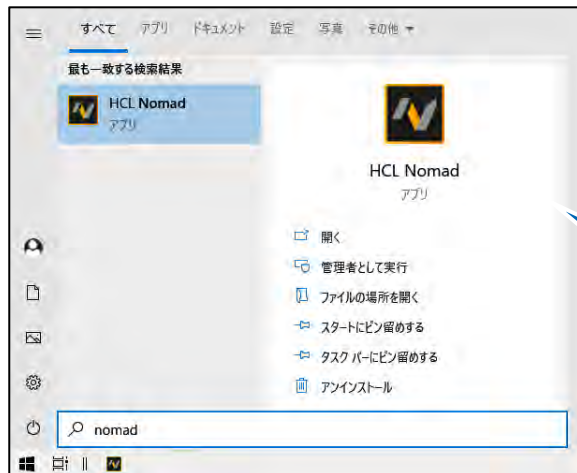 すべて アプリ ドキュメント 設定 写真 その他
最も一致する検索結果
HCL Nomad
アプリ
HCL Nomad
アプリ
開く
管理者として実行
ファイルの場所を開く
スタートにピン留めする
タスク バーにピン留めする
アンインストール
nomad